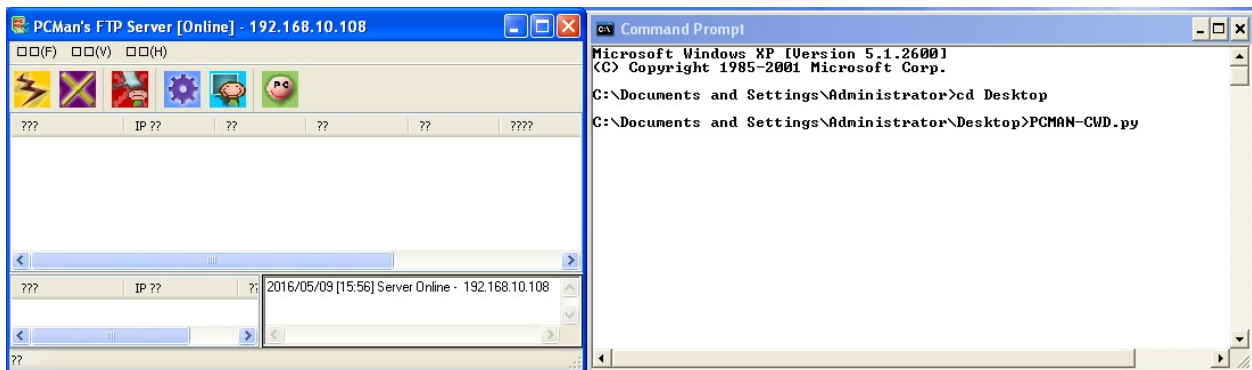 PCMan's FTP Server [Online] - 192.168.10.108
□□(F) □□(V) □□(H)
??? IP ?? ?? ?? ?? ????
??? IP ?? ??
2016/05/09 [15:56] Server Online - 192.168.10.108
??
Command Prompt
Microsoft Windows XP [Version 5.1.2600]
(C) Copyright 1985-2001 Microsoft Corp.
C:\Documents and Settings\Administrator>cd Desktop
C:\Documents and Settings\Administrator\Desktop>PCMAN-CWD.py